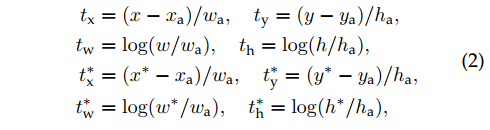 t_x = (x − x_a)/w_a, t_y = (y − y_a)/h_a,
t_w = log(w/w_a), t_h = log(h/h_a),
t*_x = (x* − x_a)/w_a, t*_y = (y* − y_a)/h_a, (2)
t*_w = log(w*/w_a), t*_h = log(h*/h_a),